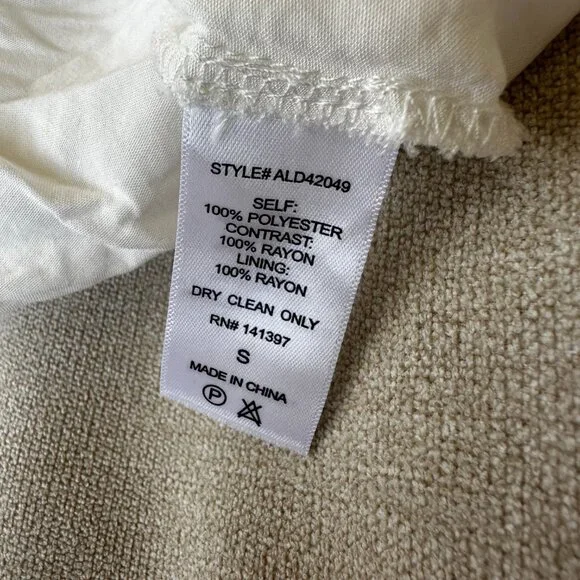 STYLE# ALD42049
SELF:
100% POLYESTER
CONTRAST:
100% RAYON
LINING:
100% RAYON
DRY CLEAN ONLY
RN# 141397
S
MADE IN CHINA
P